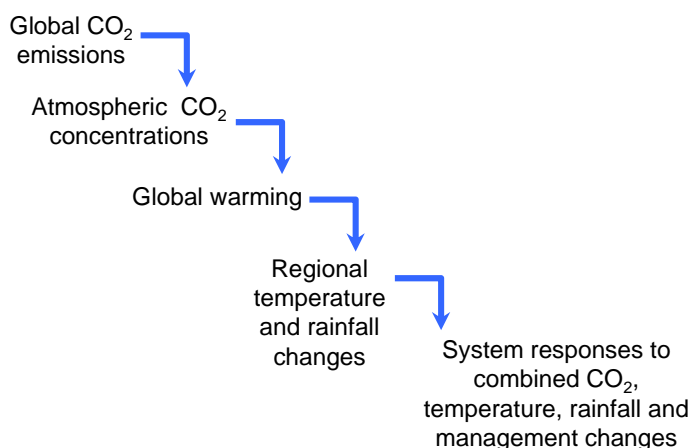 Global CO₂
emissions
Atmospheric CO₂
concentrations
Global warming
Regional
temperature
and rainfall
changes
System responses to
combined CO₂,
temperature, rainfall and
management changes